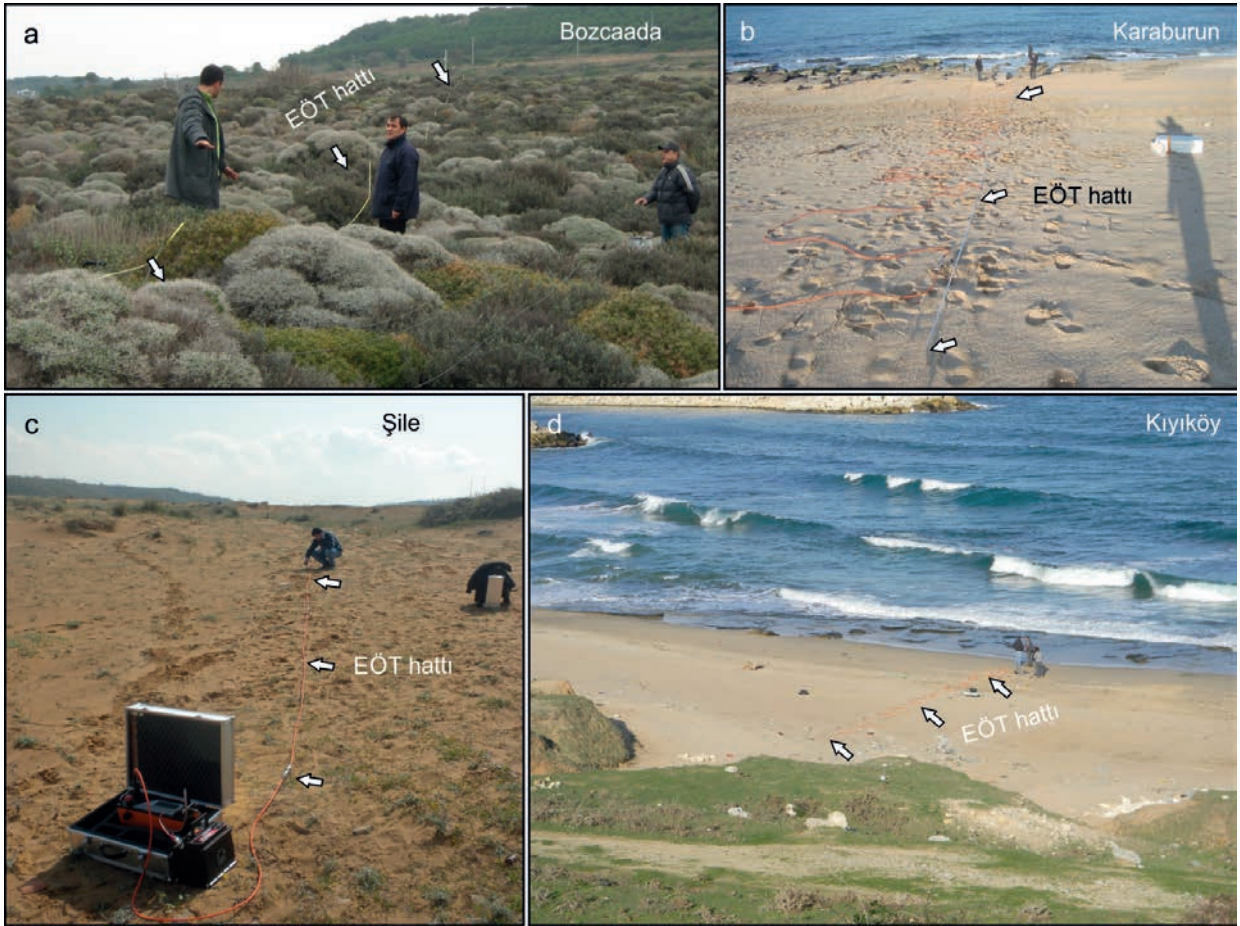 a
Bozcaada
EÖT hattı
b
Karaburun
EÖT hattı
c
Şile
EÖT hattı
d
Kıyıköy
EÖT hattı